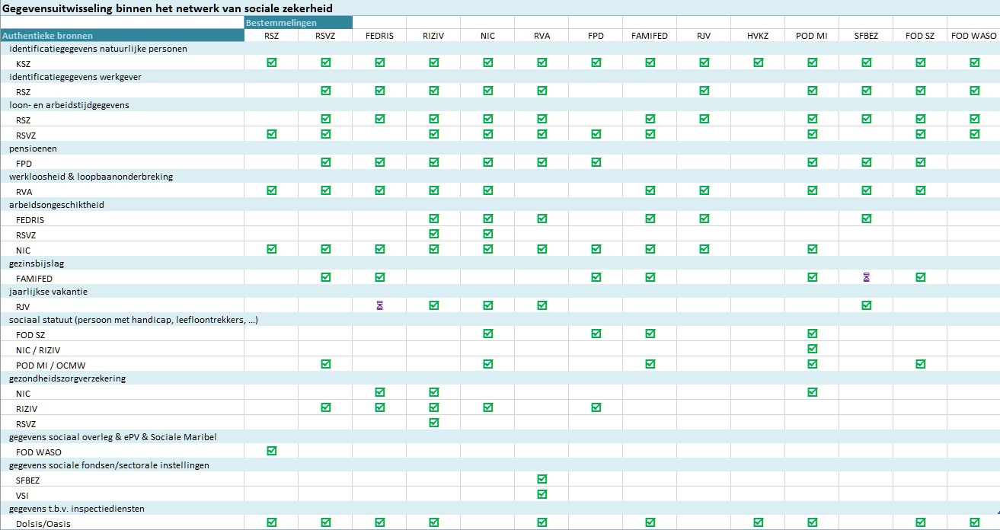 Gegevensuitwisseling binnen het netwerk van sociale zekerheid
Bestemmelingen
Authentieke bronnen RSZ RSVZ FEDRIS RIZIV NIC RVA FPD FAMIFED RJV HVKZ POD MI SFBEZ FOD SZ FOD WASO
identificatiegegevens natuurlijke personen
KSZ
identificatiegegevens werkgever
RSZ
loon- en arbeidstijdgegevens
RSZ
RSVZ
pensioenen
FPD
werkloosheid & loopbaanonderbreking
RVA
arbeidsongeschiktheid
FEDRIS
RSVZ
NIC
gezinsbijslag
FAMIFED
jaarlijkse vakantie
RJV
sociaal statuut (persoon met handicap, leefloontrekkers, ...)
FOD SZ
NIC / RIZIV
POD MI / OCMW
gezondheidszorgverzekering
NIC
RIZIV
RSVZ
gegevens sociaal overleg & ePV & Sociale Maribel
FOD WASO
gegevens sociale fondsen/sectorale instellingen
SFBEZ
VSI
gegevens t.b.v. inspectiediensten
Dolsis/Oasis